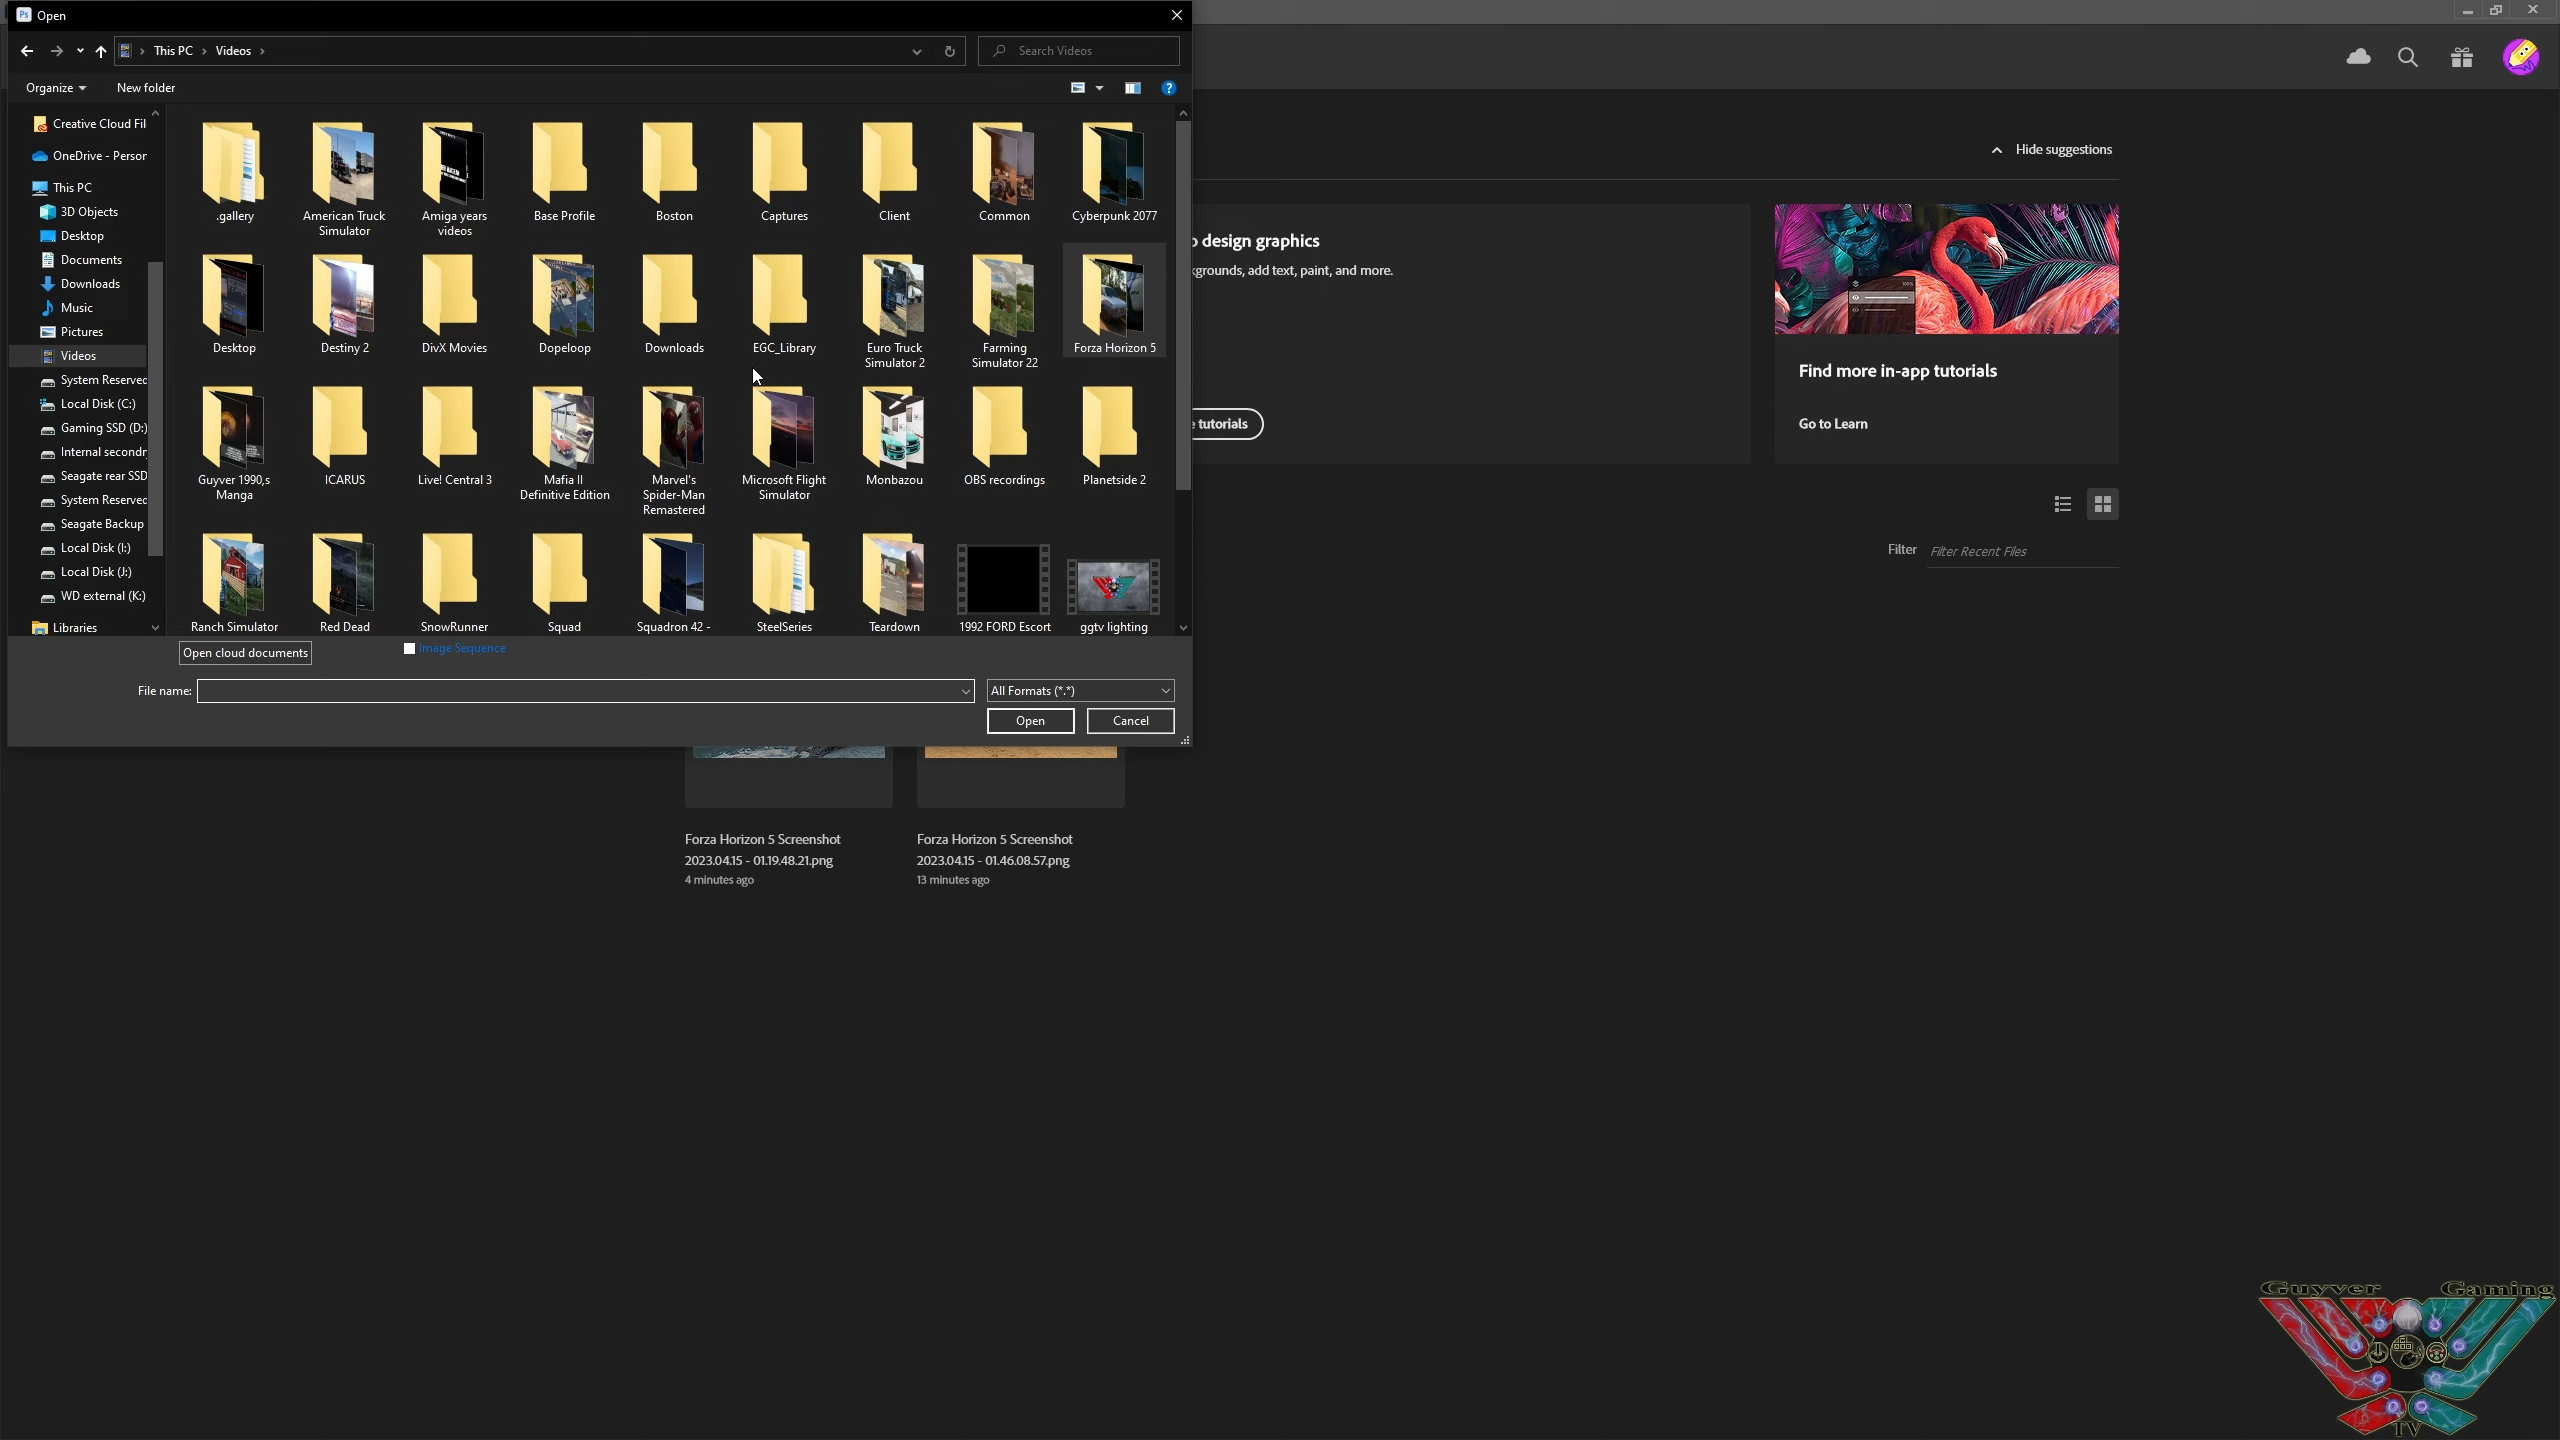 Ps Open
This PC > Videos >
Search Videos
Organize
New folder
?
Creative Cloud Fil
OneDrive - Person
This PC
3D Objects
Desktop
Documents
Downloads
Music
Pictures
Videos
System Reserved
Local Disk (C:)
Gaming SSD (D:)
Internal secondr
Seagate rear SSD
System Reserved
Seagate Backup
Local Disk (I:)
Local Disk (J:)
WD external (K:)
Libraries
.gallery
American Truck
Simulator
Amiga years
videos
Base Profile
Boston
Captures
Client
Common
Cyberpunk 2077
Desktop
Destiny 2
DivX Movies
Dopeloop
Downloads
EGC_Library
Euro Truck
Simulator 2
Farming
Simulator 22
Forza Horizon 5
Guyver 1990,s
Manga
ICARUS
Live! Central 3
Mafia II
Definitive Edition
Marvel's
Spider-Man
Remastered
Microsoft Flight
Simulator
Monbazou
OBS recordings
Planetside 2
Ranch Simulator
Red Dead
SnowRunner
Squad
Squadron 42 -
SteelSeries
Teardown
1992 FORD Escort
ggtv lighting
Open cloud documents
Image Sequence
File name:
All Formats (*.*)
Open
Cancel
Hide suggestions
design graphics
kgrounds, add text, paint, and more.
tutorials
Find more in-app tutorials
Go to Learn
Filter
Filter Recent Files
Forza Horizon 5 Screenshot
2023.04.15 - 01.19.48.21.png
4 minutes ago
Forza Horizon 5 Screenshot
2023.04.15 - 01.46.08.57.png
13 minutes ago
Guyver Gaming
TV